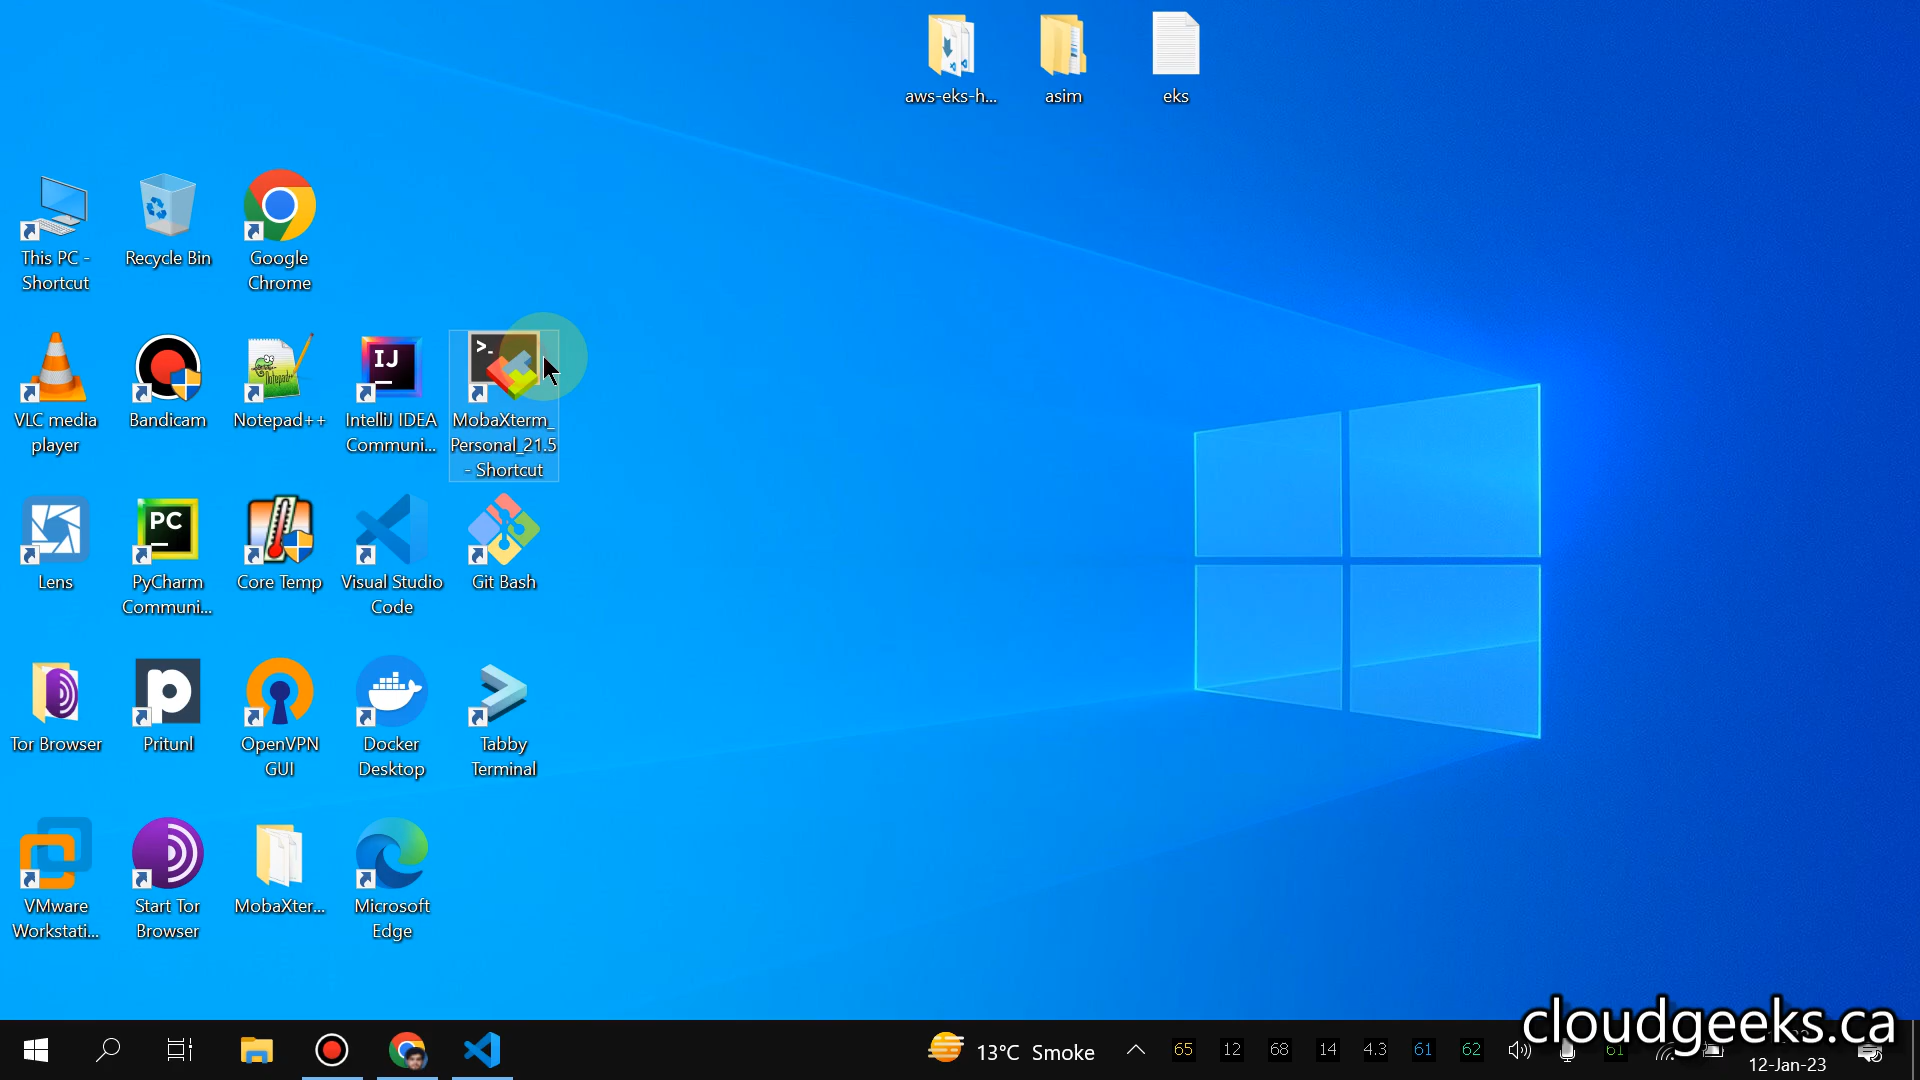 aws-eks-h...
asim
eks
This PC -
Shortcut
Recycle Bin
Google
Chrome
VLC media
player
Bandicam
Notepad++
IJ
IntelliJ IDEA
Communi...
>_
MobaXterm_
Personal_21.5
- Shortcut
Lens
PC
PyCharm
Communi...
Core Temp
Visual Studio
Code
Git Bash
Tor Browser
p
Pritunl
OpenVPN
GUI
Docker
Desktop
Tabby
Terminal
VMware
Workstati...
Start Tor
Browser
MobaXter...
Microsoft
Edge
cloudgeeks.ca
13°C Smoke
65 12 68 14 4.3 61 62 61
12-Jan-23